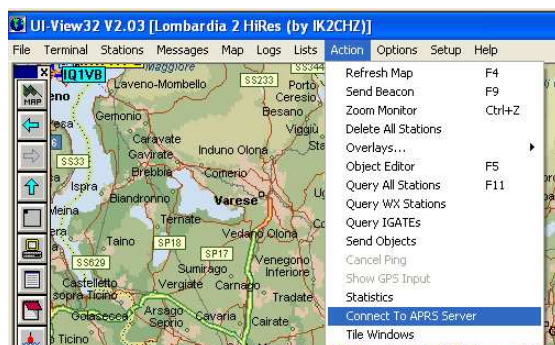 UI-View32 V2.03 [Lombardia 2 HiRes (by IK2CHZ)]
File Terminal Stations Messages Map Logs Lists Action Options Setup Help
IQ1VB
Maggiore
Laveno-Mombello
SS233
Porto
Ceresio
SS344
Besano
Viggiù
Gemonio
Caravate
Gavirate
Induno Olona
SS33
Brebbia
Comerio
Ispra
Biandronno
Varese
Ternate
Vedano Olona
Taino
SP18
SP17
Venegono
Inferiore
SS629
Sumirago
Castelletto
sopra Ticino
Vergiate
Carnago
Tradate
Golasecca
Arsago
Seprio
Cavaria
Cairate
Ticino
MAP
Refresh Map F4
Send Beacon F9
Zoom Monitor Ctrl+Z
Delete All Stations
Overlays...
Object Editor F5
Query All Stations F11
Query WX Stations
Query IGATEs
Send Objects
Cancel Ping
Show GPS Input
Statistics
Connect To APRS Server
Tile Windows